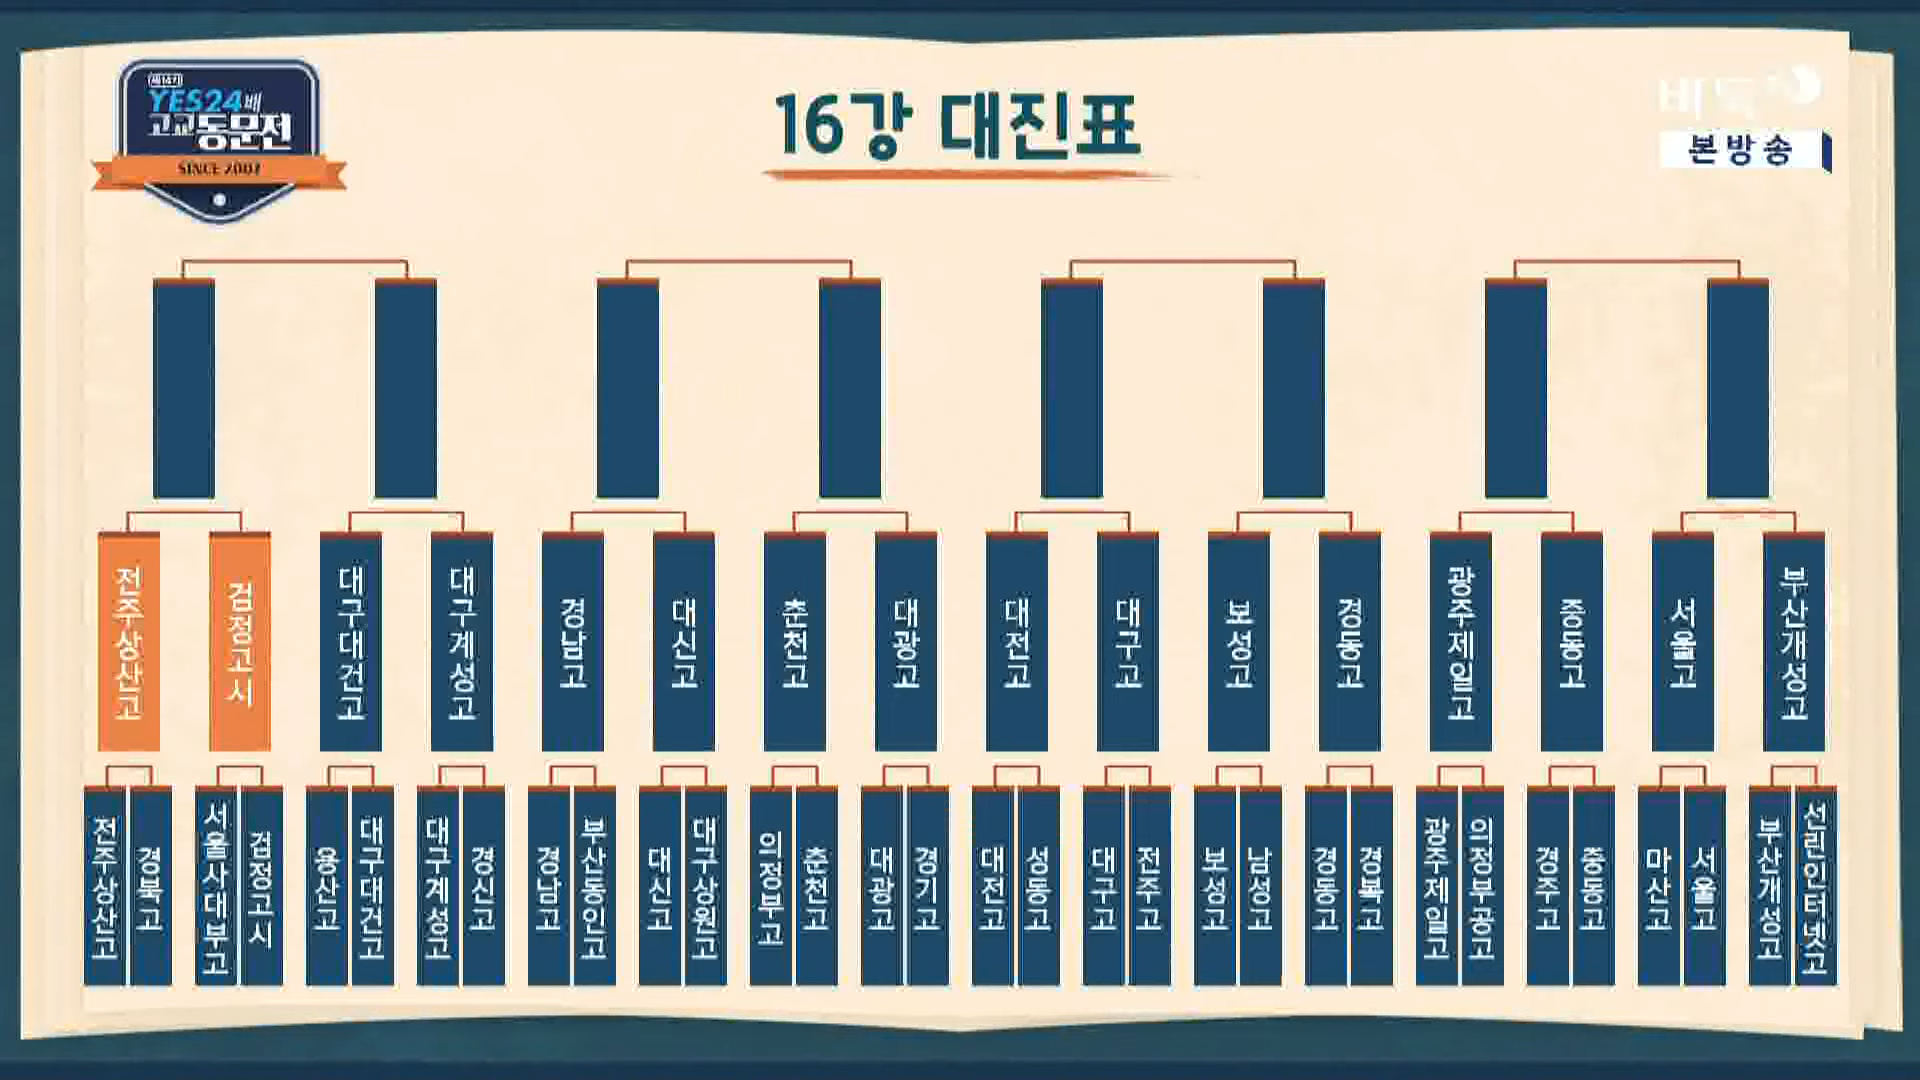 제14기
YES24배
고교동문전
SINCE 2007
16강 대진표
바둑TV
본방송
전주상산고
검정고시
대구대건고
대구계성고
경남고
대신고
춘천고
대광고
대전고
대구고
보성고
경동고
광주제일고
중동고
서울고
부산개성고
전주상산고
경북고
서울사대부고
검정고시
용산고
대구대건고
대구계성고
경신고
경남고
부산동인고
대신고
대구상원고
의정부고
춘천고
대광고
경기고
대전고
성동고
대구고
전주고
보성고
남성고
경동고
경복고
광주제일고
의정부공고
경주고
중동고
마산고
서울고
부산개성고
선린인터넷고